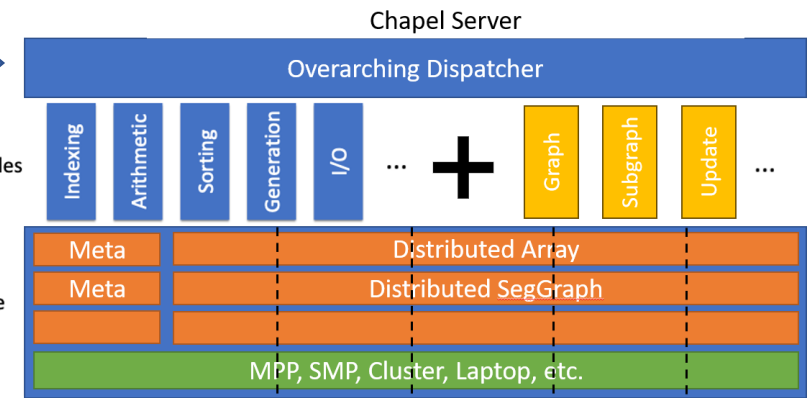 Chapel Server
Overarching Dispatcher
Indexing
Arithmetic
Sorting
Generation
I/O
...
+
Graph
Subgraph
Update
...
Meta
Distributed Array
Meta
Distributed SegGraph
MPP, SMP, Cluster, Laptop, etc.